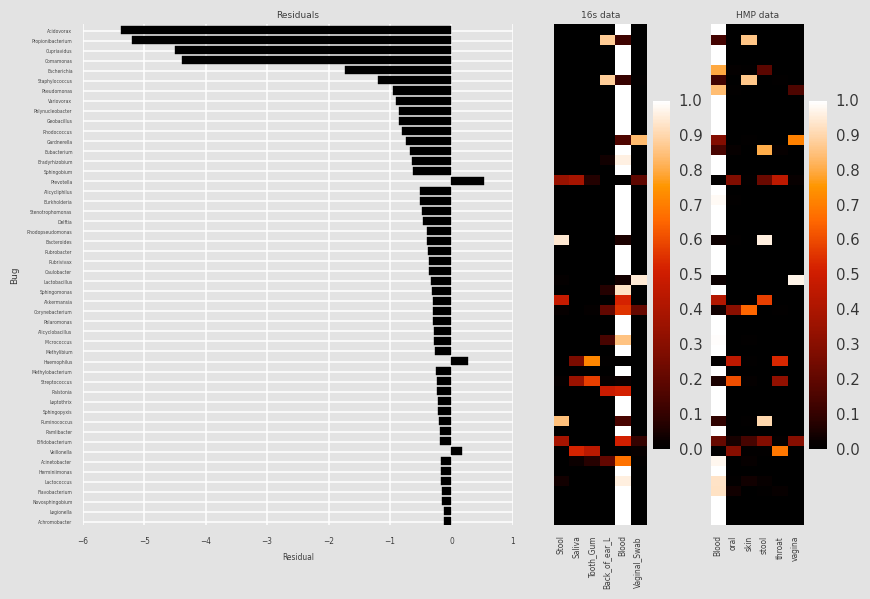 Residuals
16s data
HMP data
Bug
Acidovorax
Propionibacterium
Cupriavidus
Comamonas
Escherichia
Staphylococcus
Pseudomonas
Variovorax
Polynucleobacter
Geobacillus
Rhodococcus
Gardnerella
Eubacterium
Bradyrhizobium
Sphingobium
Prevotella
Alicycliphilus
Burkholderia
Stenotrophomonas
Delftia
Rhodopseudomonas
Bacteroides
Rubrobacter
Rubrivivax
Caulobacter
Lactobacillus
Sphingomonas
Akkermansia
Corynebacterium
Polaromonas
Alicyclobacillus
Micrococcus
Methylibium
Haemophilus
Methylobacterium
Streptococcus
Ralstonia
Leptothrix
Sphingopyxis
Ruminococcus
Ramlibacter
Bifidobacterium
Veillonella
Acinetobacter
Herminiimonas
Lactococcus
Flavobacterium
Novosphingobium
Legionella
Achromobacter
−6 −5 −4 −3 −2 −1 0 1
Residual
Stool
Saliva
Tooth_Gum
Back_of_ear_L
Blood
Vaginal_Swab
1.0
0.9
0.8
0.7
0.6
0.5
0.4
0.3
0.2
0.1
0.0
Blood
oral
skin
stool
throat
vagina
1.0
0.9
0.8
0.7
0.6
0.5
0.4
0.3
0.2
0.1
0.0